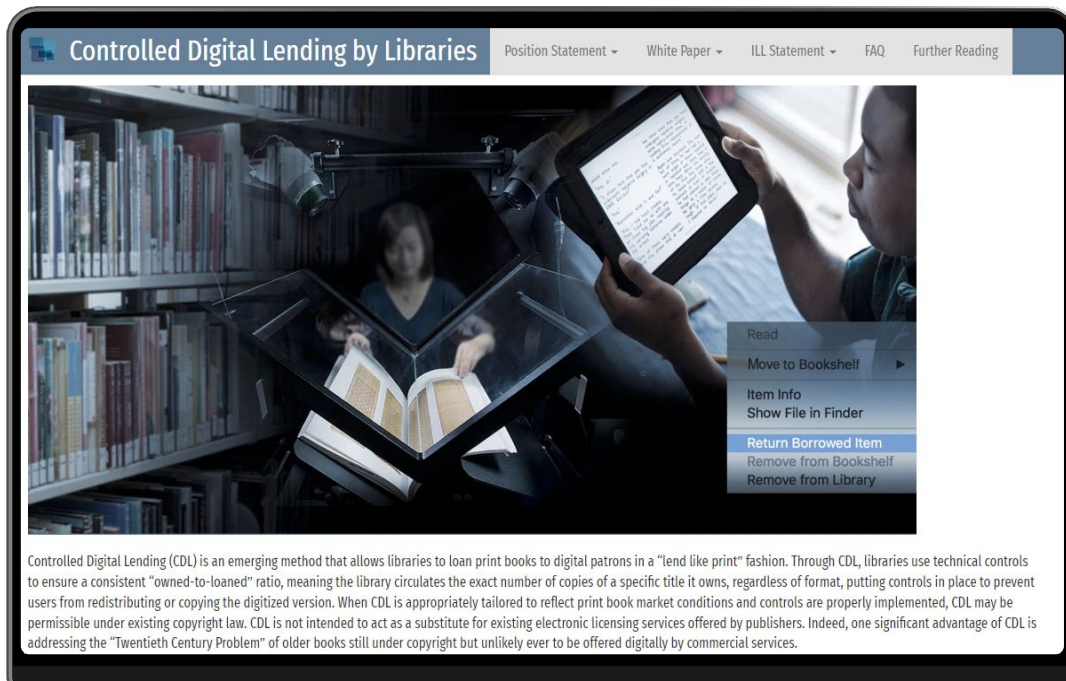 Controlled Digital Lending by Libraries
Position Statement
White Paper
ILL Statement
FAQ
Further Reading
Read
Move to Bookshelf
Item Info
Show File in Finder
Return Borrowed Item
Remove from Bookshelf
Remove from Library
Controlled Digital Lending (CDL) is an emerging method that allows libraries to loan print books to digital patrons in a “lend like print” fashion. Through CDL, libraries use technical controls
to ensure a consistent “owned-to-loaned” ratio, meaning the library circulates the exact number of copies of a specific title it owns, regardless of format, putting controls in place to prevent
users from redistributing or copying the digitized version. When CDL is appropriately tailored to reflect print book market conditions and controls are properly implemented, CDL may be
permissible under existing copyright law. CDL is not intended to act as a substitute for existing electronic licensing services offered by publishers. Indeed, one significant advantage of CDL is
addressing the “Twentieth Century Problem” of older books still under copyright but unlikely ever to be offered digitally by commercial services.